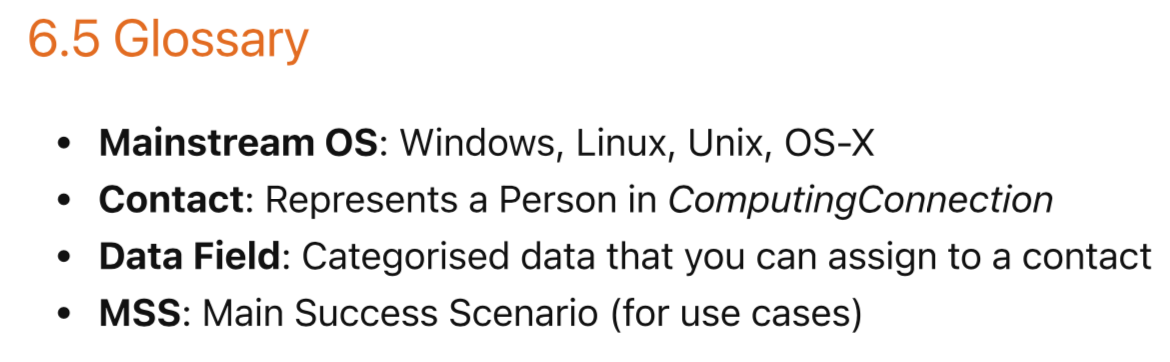 6.5 Glossary
• Mainstream OS: Windows, Linux, Unix, OS-X
• Contact: Represents a Person in ComputingConnection
• Data Field: Categorised data that you can assign to a contact
• MSS: Main Success Scenario (for use cases)